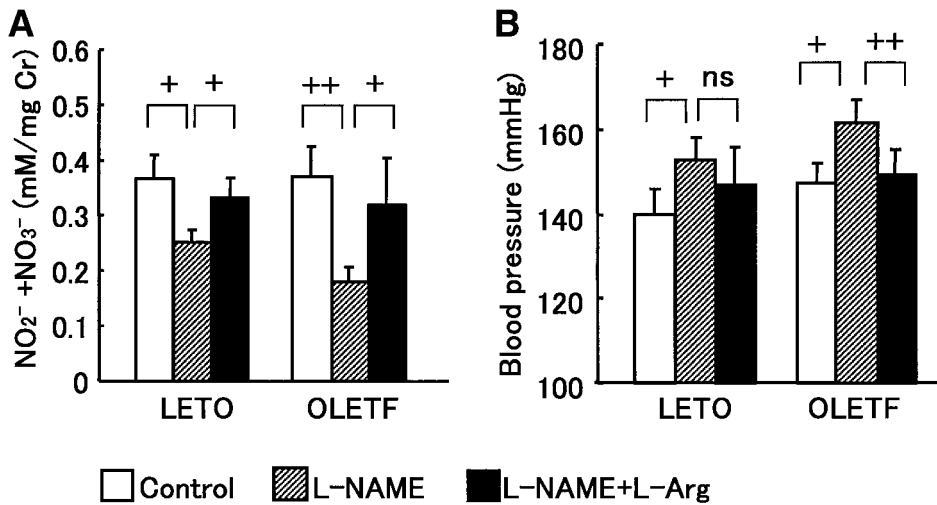 A
NO₂⁻ +NO₃⁻ (mM/mg Cr)
0.6
0.5
0.4
0.3
0.2
0.1
0
+ + ++ +
LETO OLETF
B
Blood pressure (mmHg)
180
160
140
120
100
+ ns + ++
LETO OLETF
Control L-NAME L-NAME+L-Arg